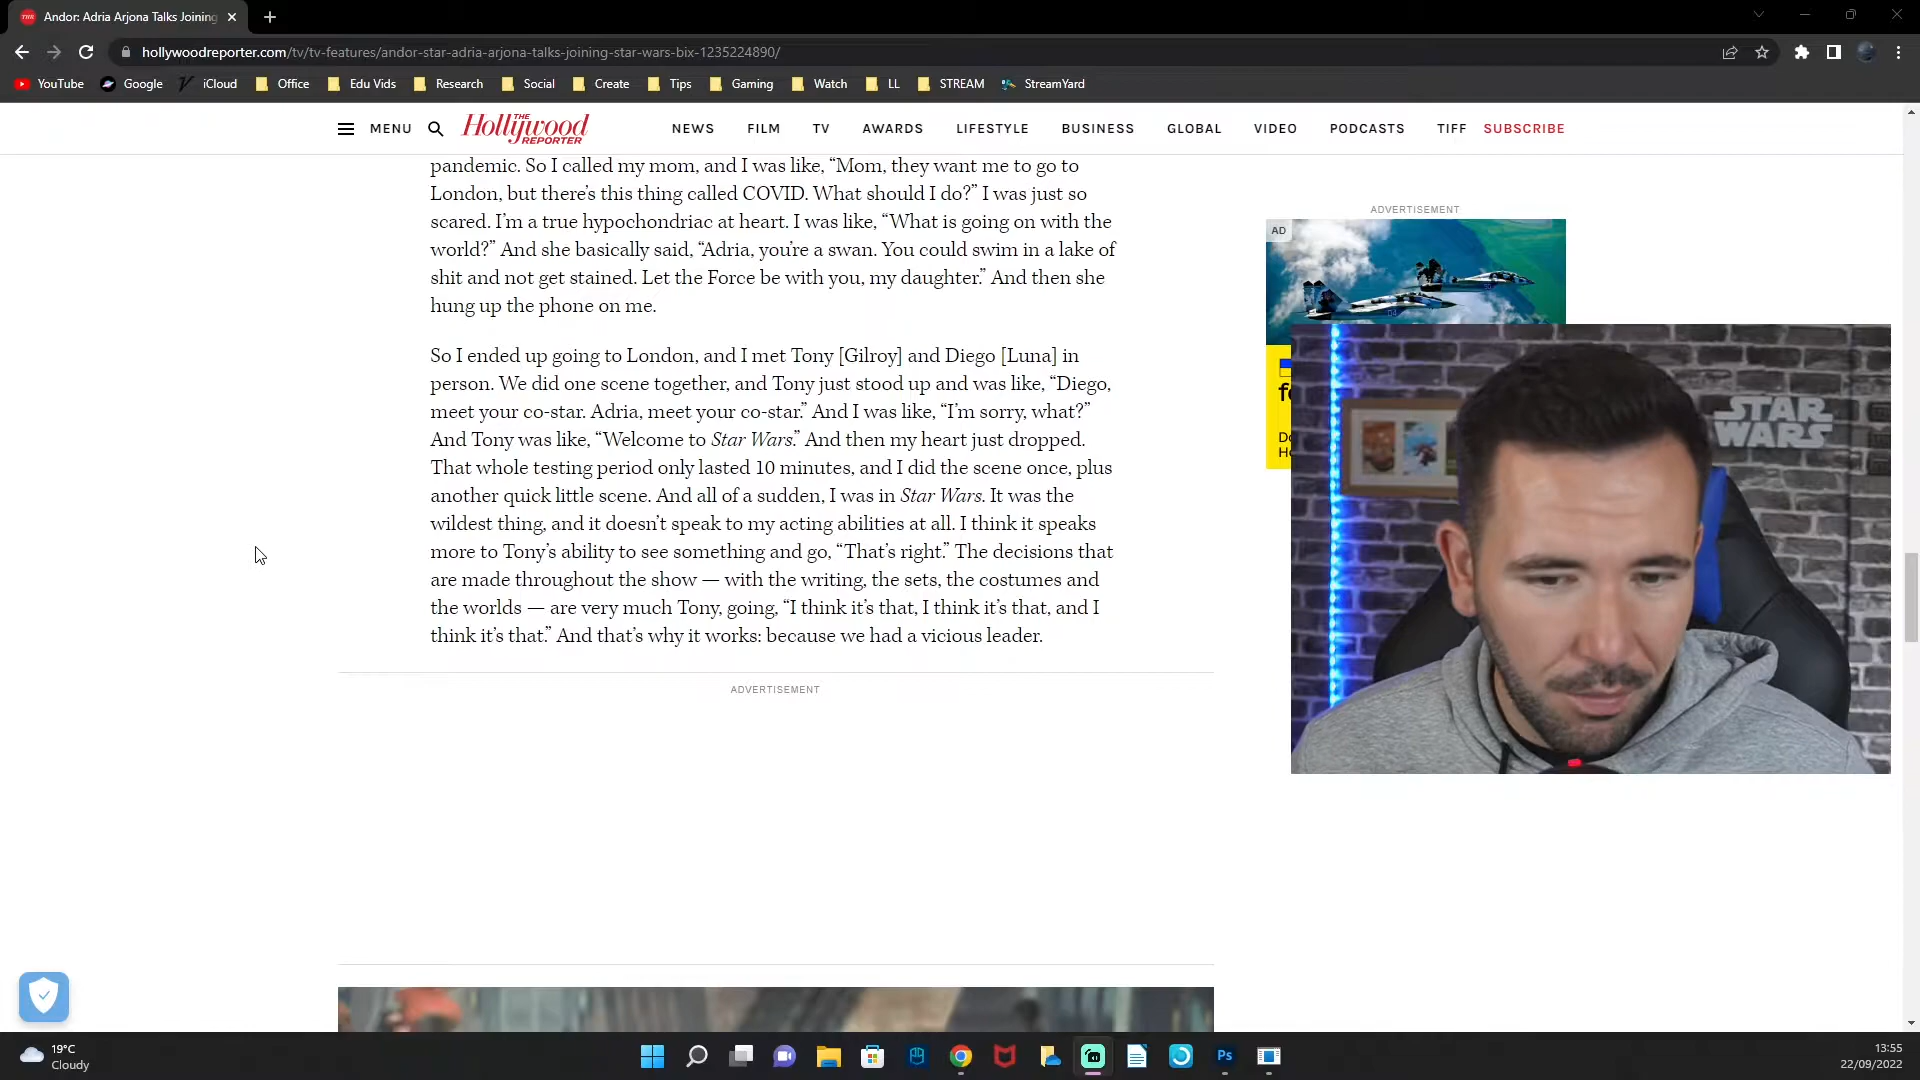 Andor: Adria Arjona Talks Joining
hollywoodreporter.com/tv/tv-features/andor-star-adria-arjona-talks-joining-star-wars-bix-1235224890/
YouTube Google iCloud Office Edu Vids Research Social Create Tips Gaming Watch LL STREAM StreamYard
MENU THE Hollywood REPORTER NEWS FILM TV AWARDS LIFESTYLE BUSINESS GLOBAL VIDEO PODCASTS TIFF SUBSCRIBE
pandemic. So I called my mom, and I was like, “Mom, they want me to go to
London, but there’s this thing called COVID. What should I do?” I was just so
scared. I’m a true hypochondriac at heart. I was like, “What is going on with the
world?” And she basically said, “Adria, you’re a swan. You could swim in a lake of
shit and not get stained. Let the Force be with you, my daughter.” And then she
hung up the phone on me.
So I ended up going to London, and I met Tony [Gilroy] and Diego [Luna] in
person. We did one scene together, and Tony just stood up and was like, “Diego,
meet your co-star. Adria, meet your co-star.” And I was like, “I’m sorry, what?”
And Tony was like, “Welcome to Star Wars.” And then my heart just dropped.
That whole testing period only lasted 10 minutes, and I did the scene once, plus
another quick little scene. And all of a sudden, I was in Star Wars. It was the
wildest thing, and it doesn’t speak to my acting abilities at all. I think it speaks
more to Tony’s ability to see something and go, “That’s right.” The decisions that
are made throughout the show — with the writing, the sets, the costumes and
the worlds — are very much Tony, going, “I think it’s that, I think it’s that, and I
think it’s that.” And that’s why it works: because we had a vicious leader.
ADVERTISEMENT
ADVERTISEMENT
AD
STAR
WARS
19°C
Cloudy
Ps
13:55
22/09/2022